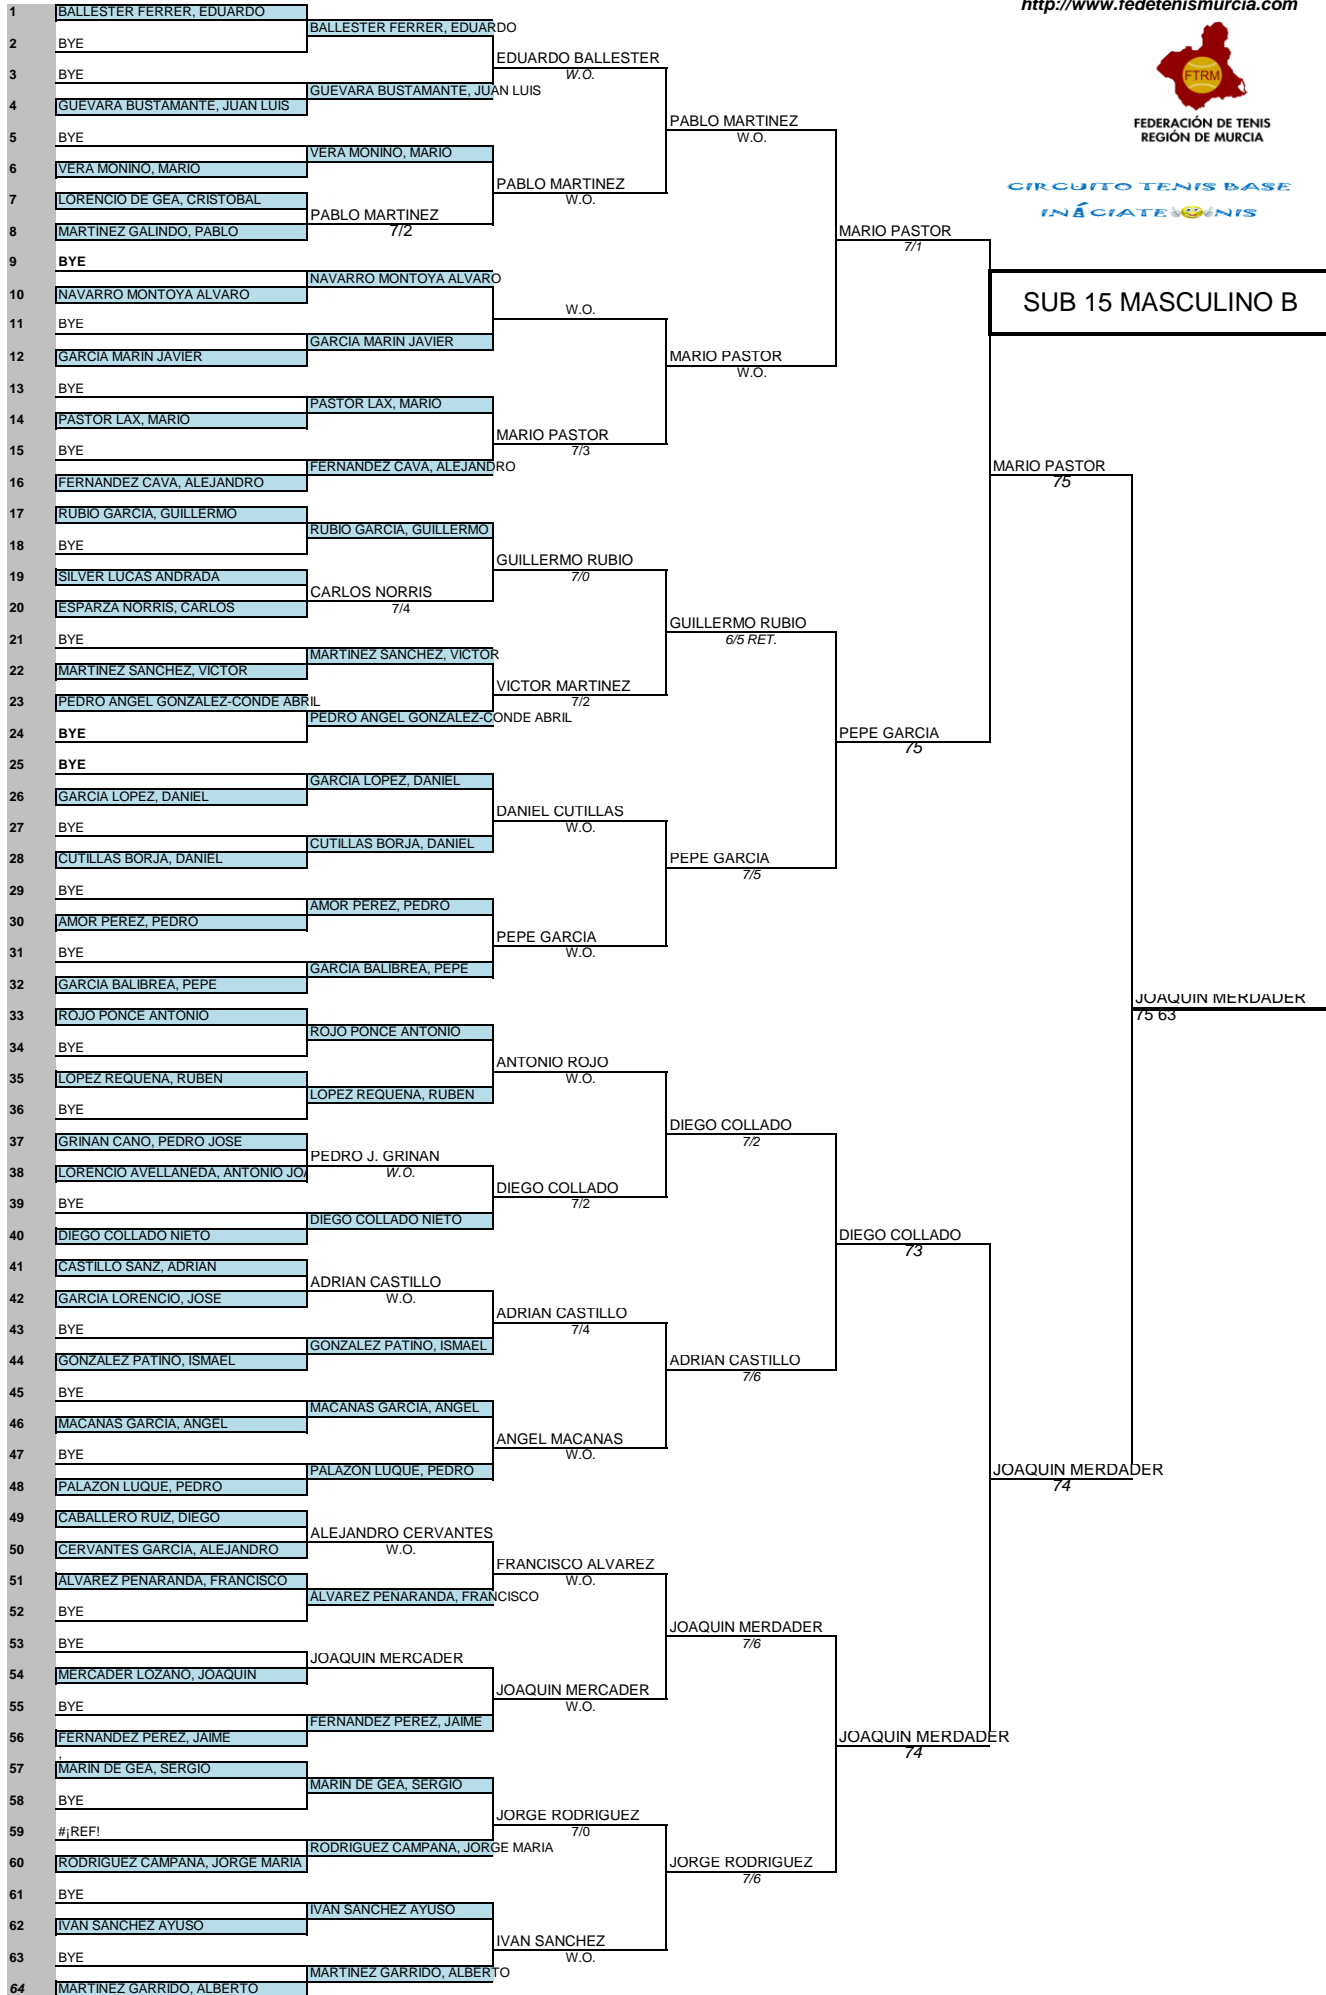 http://www.fedetenismurcia.com
FTRM
FEDERACIÓN DE TENIS
REGIÓN DE MURCIA
CIRCUITO TENIS BASE
SUB 15 MASCULINO B
1 BALLESTER FERRER, EDUARDO
BALLESTER FERRER, EDUARDO
2 BYE
EDUARDO BALLESTER
W.O.
3 BYE
GUEVARA BUSTAMANTE, JUAN LUIS
4 GUEVARA BUSTAMANTE, JUAN LUIS
PABLO MARTINEZ
W.O.
5 BYE
VERA MONINO, MARIO
6 VERA MONINO, MARIO
PABLO MARTINEZ
W.O.
7 LORENCIO DE GEA, CRISTOBAL
PABLO MARTINEZ
7/2
8 MARTINEZ GALINDO, PABLO
MARIO PASTOR
7/1
9 BYE
NAVARRO MONTOYA ALVARO
10 NAVARRO MONTOYA ALVARO
W.O.
11 BYE
GARCIA MARIN JAVIER
12 GARCIA MARIN JAVIER
MARIO PASTOR
W.O.
13 BYE
PASTOR LAX, MARIO
14 PASTOR LAX, MARIO
MARIO PASTOR
7/3
15 BYE
FERNANDEZ CAVA, ALEJANDRO
16 FERNANDEZ CAVA, ALEJANDRO
MARIO PASTOR
75
17 RUBIO GARCIA, GUILLERMO
RUBIO GARCIA, GUILLERMO
18 BYE
GUILLERMO RUBIO
7/0
19 SILVER LUCAS ANDRADA
CARLOS NORRIS
7/4
20 ESPARZA NORRIS, CARLOS
GUILLERMO RUBIO
6/5 RET.
21 BYE
MARTINEZ SANCHEZ, VICTOR
22 MARTINEZ SANCHEZ, VICTOR
VICTOR MARTINEZ
7/2
23 PEDRO ANGEL GONZALEZ-CONDE ABRIL
PEDRO ANGEL GONZALEZ-CONDE ABRIL
24 BYE
PEPE GARCIA
75
25 BYE
GARCIA LOPEZ, DANIEL
26 GARCIA LOPEZ, DANIEL
DANIEL CUTILLAS
W.O.
27 BYE
CUTILLAS BORJA, DANIEL
28 CUTILLAS BORJA, DANIEL
PEPE GARCIA
7/5
29 BYE
AMOR PEREZ, PEDRO
30 AMOR PEREZ, PEDRO
PEPE GARCIA
W.O.
31 BYE
GARCIA BALIBREA, PEPE
32 GARCIA BALIBREA, PEPE
JOAQUIN MERDADER
75 63
33 ROJO PONCE ANTONIO
ROJO PONCE ANTONIO
34 BYE
ANTONIO ROJO
W.O.
35 LOPEZ REQUENA, RUBEN
LOPEZ REQUENA, RUBEN
36 BYE
DIEGO COLLADO
7/2
37 GRINAN CANO, PEDRO JOSE
PEDRO J. GRINAN
W.O.
38 LORENCIO AVELLANEDA, ANTONIO JOA
DIEGO COLLADO
7/2
39 BYE
DIEGO COLLADO NIETO
40 DIEGO COLLADO NIETO
DIEGO COLLADO
73
41 CASTILLO SANZ, ADRIAN
ADRIAN CASTILLO
W.O.
42 GARCIA LORENCIO, JOSE
ADRIAN CASTILLO
7/4
43 BYE
GONZALEZ PATINO, ISMAEL
44 GONZALEZ PATINO, ISMAEL
ADRIAN CASTILLO
7/6
45 BYE
MACANAS GARCIA, ANGEL
46 MACANAS GARCIA, ANGEL
ANGEL MACANAS
W.O.
47 BYE
PALAZON LUQUE, PEDRO
48 PALAZON LUQUE, PEDRO
JOAQUIN MERDADER
74
49 CABALLERO RUIZ, DIEGO
ALEJANDRO CERVANTES
W.O.
50 CERVANTES GARCIA, ALEJANDRO
FRANCISCO ALVAREZ
W.O.
51 ALVAREZ PENARANDA, FRANCISCO
ALVAREZ PENARANDA, FRANCISCO
52 BYE
JOAQUIN MERDADER
7/6
53 BYE
JOAQUIN MERCADER
54 MERCADER LOZANO, JOAQUIN
JOAQUIN MERCADER
W.O.
55 BYE
FERNANDEZ PEREZ, JAIME
56 FERNANDEZ PEREZ, JAIME
,
JOAQUIN MERDADER
74
57 MARIN DE GEA, SERGIO
MARIN DE GEA, SERGIO
58 BYE
JORGE RODRIGUEZ
7/0
59 #¡REF!
RODRIGUEZ CAMPANA, JORGE MARIA
60 RODRIGUEZ CAMPANA, JORGE MARIA
JORGE RODRIGUEZ
7/6
61 BYE
IVAN SANCHEZ AYUSO
62 IVAN SANCHEZ AYUSO
IVAN SANCHEZ
W.O.
63 BYE
MARTINEZ GARRIDO, ALBERTO
64 MARTINEZ GARRIDO, ALBERTO